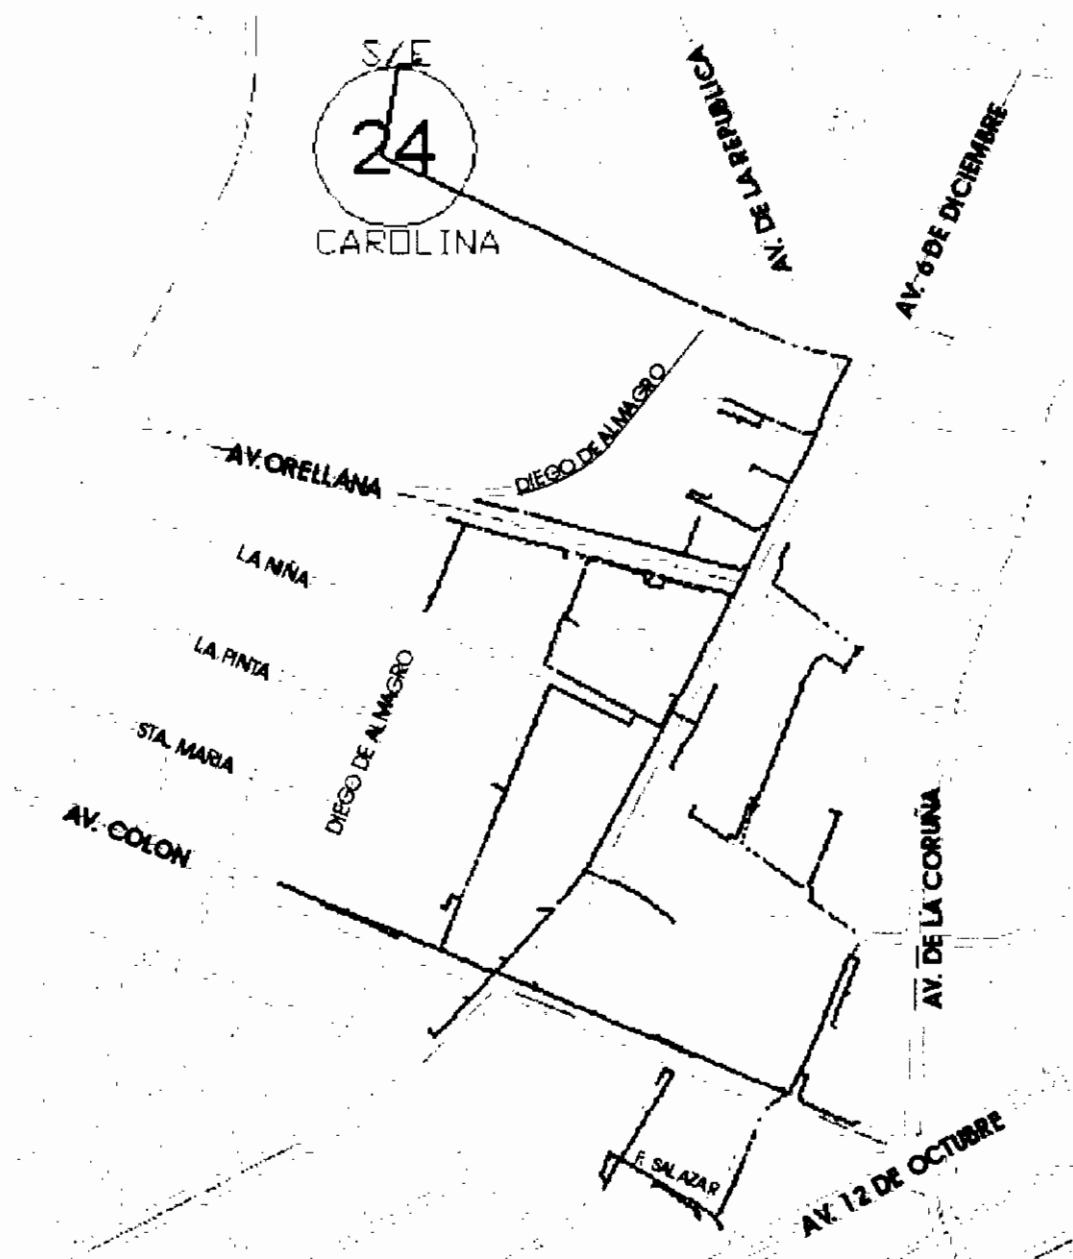 S/E
24
CAROLINA
AV. DE LA REPUBLICA
AV. 6 DE DICIEMBRE
DIEGO DE ALMAGRO
AV. ORELLANA
LA NIÑA
LA PINTA
STA. MARIA
DIEGO DE ALMAGRO
AV. COLON
AV. DE LA CORUÑA
F. SALAZAR
AV. 12 DE OCTUBRE